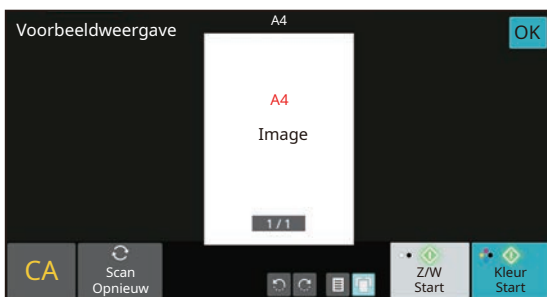 Voorbeeldweergave
A4
OK
A4
Image
1 / 1
CA
Scan
Opnieuw
Z/W
Start
Kleur
Start